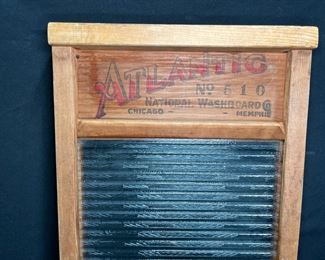 ATLANTIC
No 510
NATIONAL WASHBOARD Co
CHICAGO - - MEMPHIS